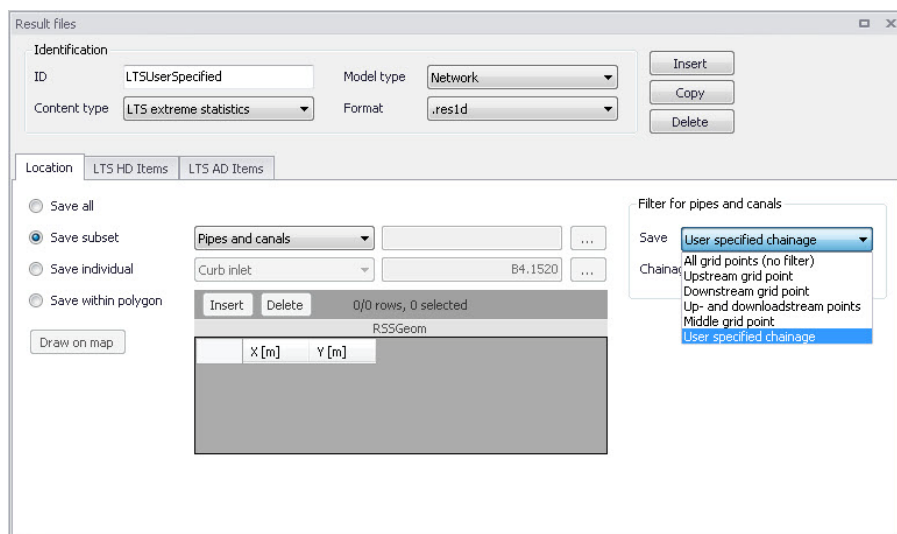 Result files
Identification
ID LTSUserSpecified Model type Network Insert
Content type LTS extreme statistics Format .res1d Copy
Delete
Location LTS HD Items LTS AD Items
Save all Filter for pipes and canals
Save subset Pipes and canals ... Save User specified chainage
Save individual Curb inlet B4.1520 ...
All grid points (no filter)
Upstream grid point
Downstream grid point
Up- and downloadstream points
Middle grid point
User specified chainage
Save within polygon Insert Delete 0/0 rows, 0 selected
RSSGeom
Draw on map X [m] Y [m]